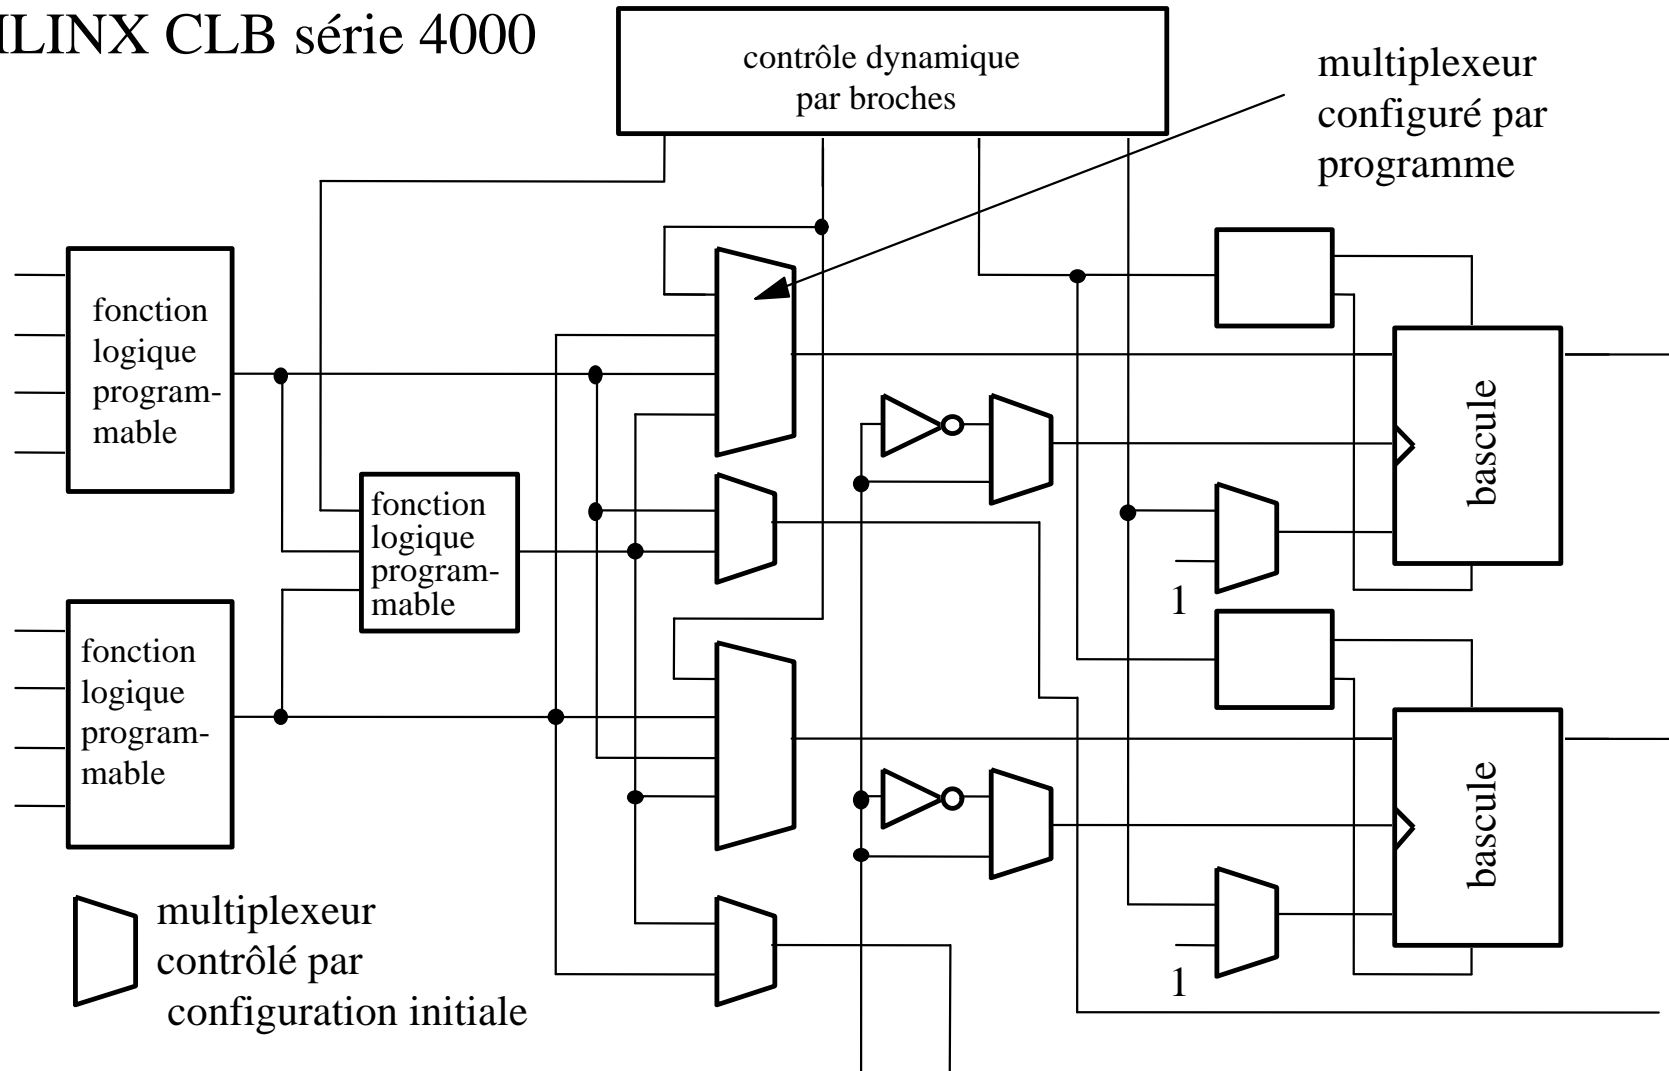 ILINX CLB série 4000
contrôle dynamique
par broches
multiplexeur
configuré par
programme
fonction
logique
program-
mable
fonction
logique
program-
mable
bascule
1
fonction
logique
program-
mable
bascule
1
multiplexeur
contrôlé par
configuration initiale